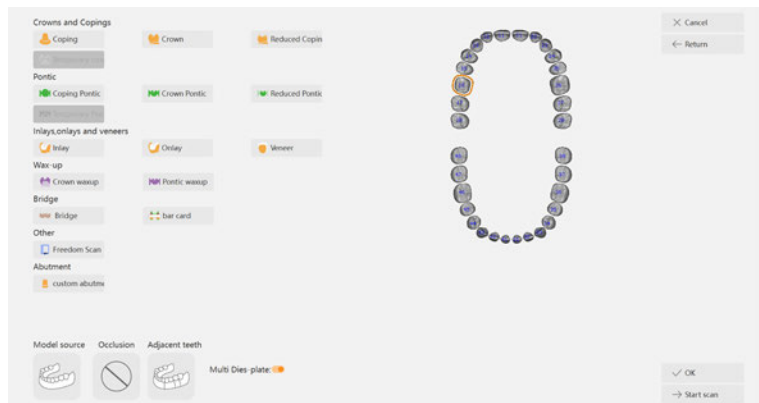 Crowns and Copings
Coping
Crown
Reduced Copin
Pontic
Coping Pontic
Crown Pontic
Reduced Pontic
Inlays,onlays and veneers
Inlay
Onlay
Veneer
Wax-up
Crown waxup
Pontic waxup
Bridge
Bridge
bar card
Other
Freedom Scan
Abutment
custom abutme
Model source
Occlusion
Adjacent teeth
Multi Dies-plate:
Cancel
Return
OK
Start scan